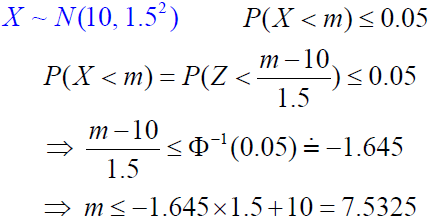 X ~ N(10, 1.5²) P(X < m) ≤ 0.05
P(X < m) = P(Z < (m − 10)/1.5) ≤ 0.05
⇒ (m − 10)/1.5 ≤ Φ⁻¹(0.05) ≐ −1.645
⇒ m ≤ −1.645 × 1.5 + 10 = 7.5325